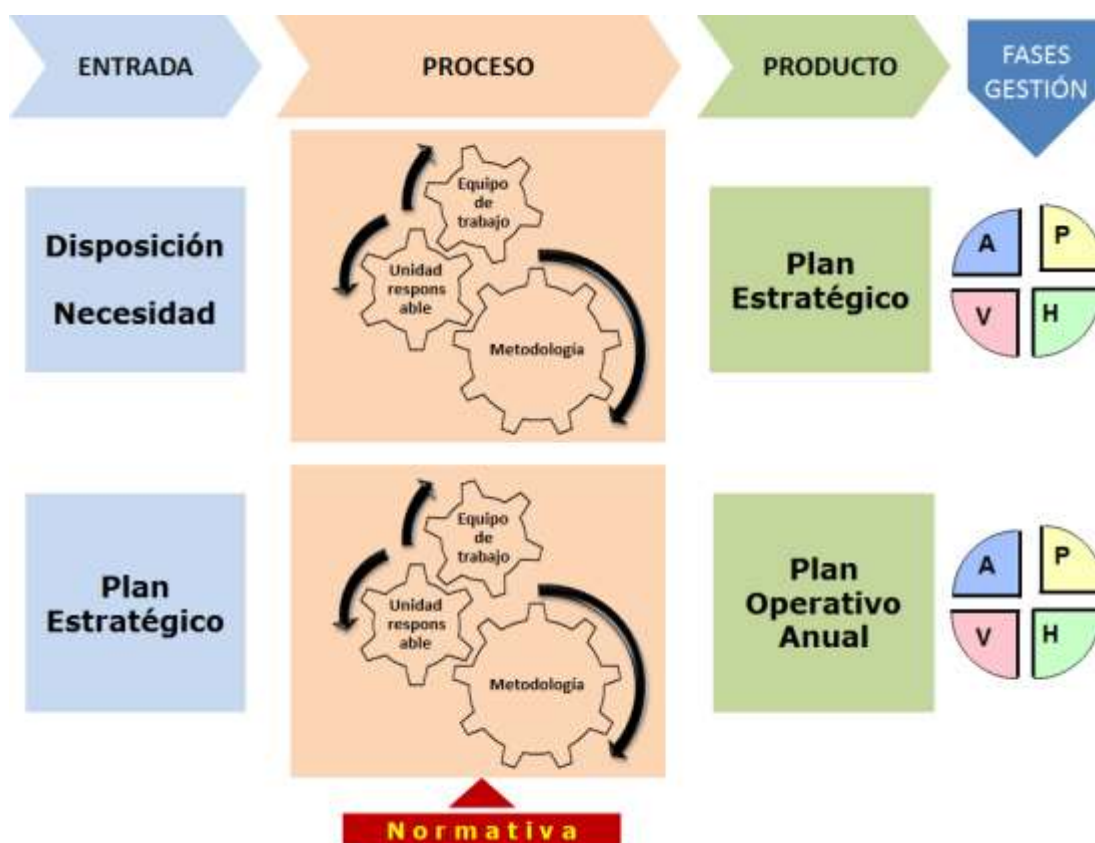 ENTRADA
PROCESO
PRODUCTO
FASES
GESTIÓN
Disposición
Necesidad
Equipo
de
trabajo
Unidad
respons
able
Metodología
Plan
Estratégico
A
P
V
H
Plan
Estratégico
Equipo
de
trabajo
Unidad
respons
able
Metodología
Plan
Operativo
Anual
A
P
V
H
Normativa